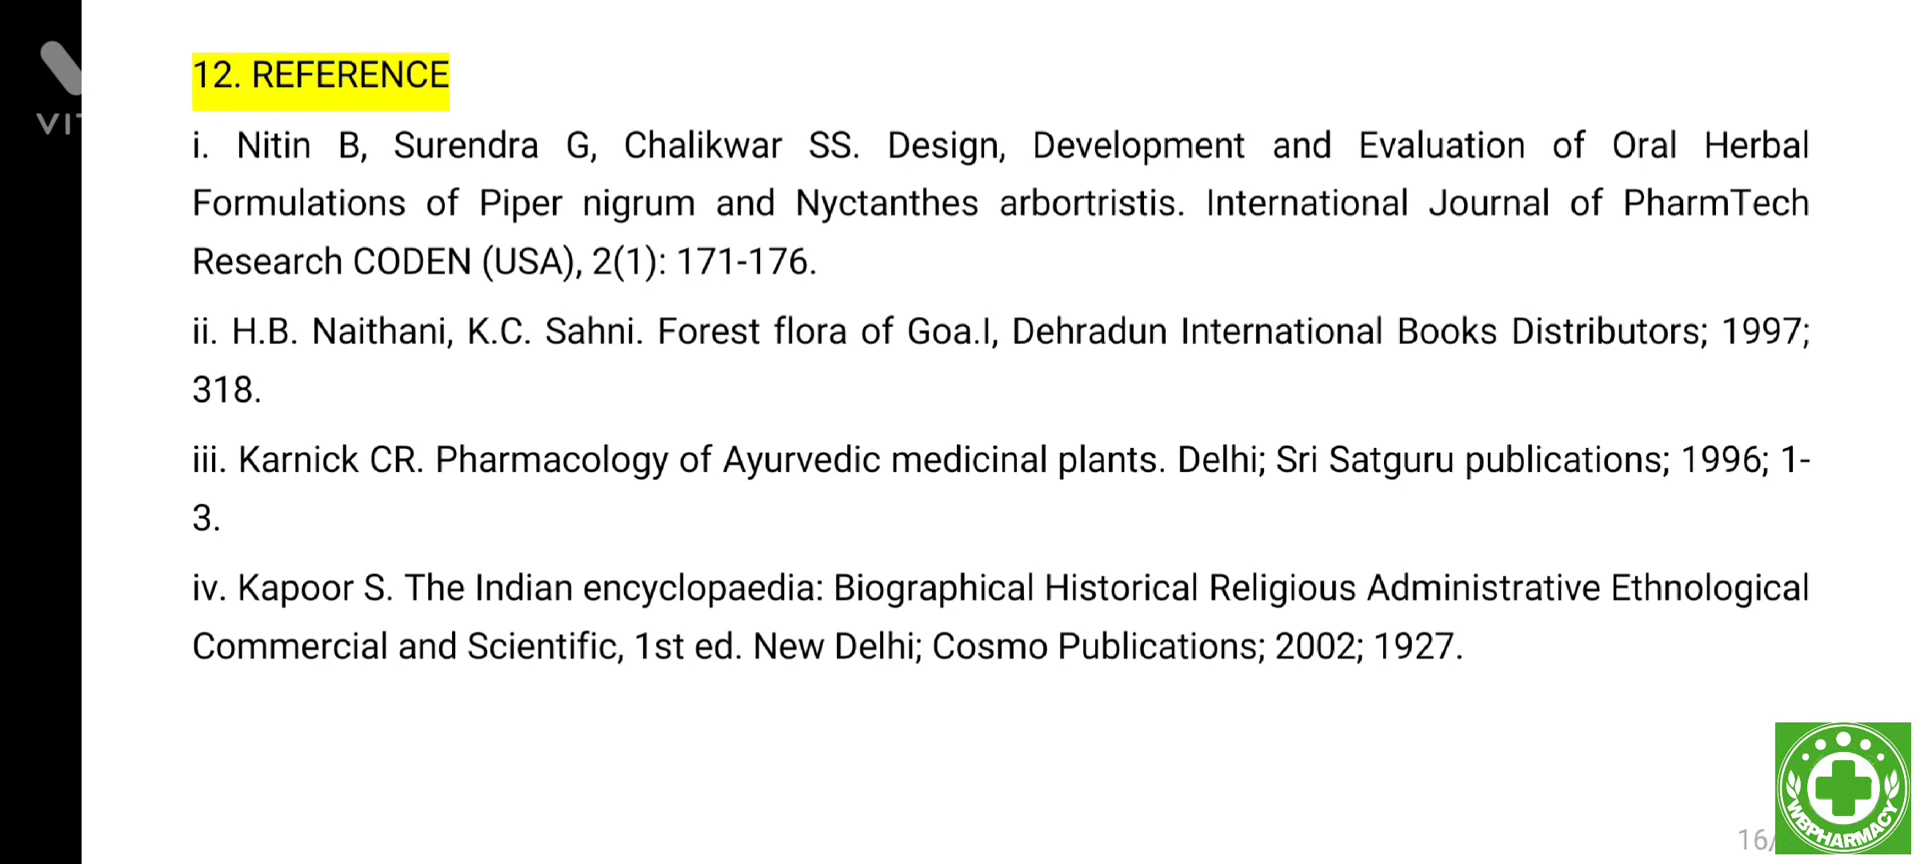 VIT
12. REFERENCE
i. Nitin B, Surendra G, Chalikwar SS. Design, Development and Evaluation of Oral Herbal
Formulations of Piper nigrum and Nyctanthes arbortristis. International Journal of PharmTech
Research CODEN (USA), 2(1): 171-176.
ii. H.B. Naithani, K.C. Sahni. Forest flora of Goa.I, Dehradun International Books Distributors; 1997;
318.
iii. Karnick CR. Pharmacology of Ayurvedic medicinal plants. Delhi; Sri Satguru publications; 1996; 1-
3.
iv. Kapoor S. The Indian encyclopaedia: Biographical Historical Religious Administrative Ethnological
Commercial and Scientific, 1st ed. New Delhi; Cosmo Publications; 2002; 1927.
16/
WBPHARMACY